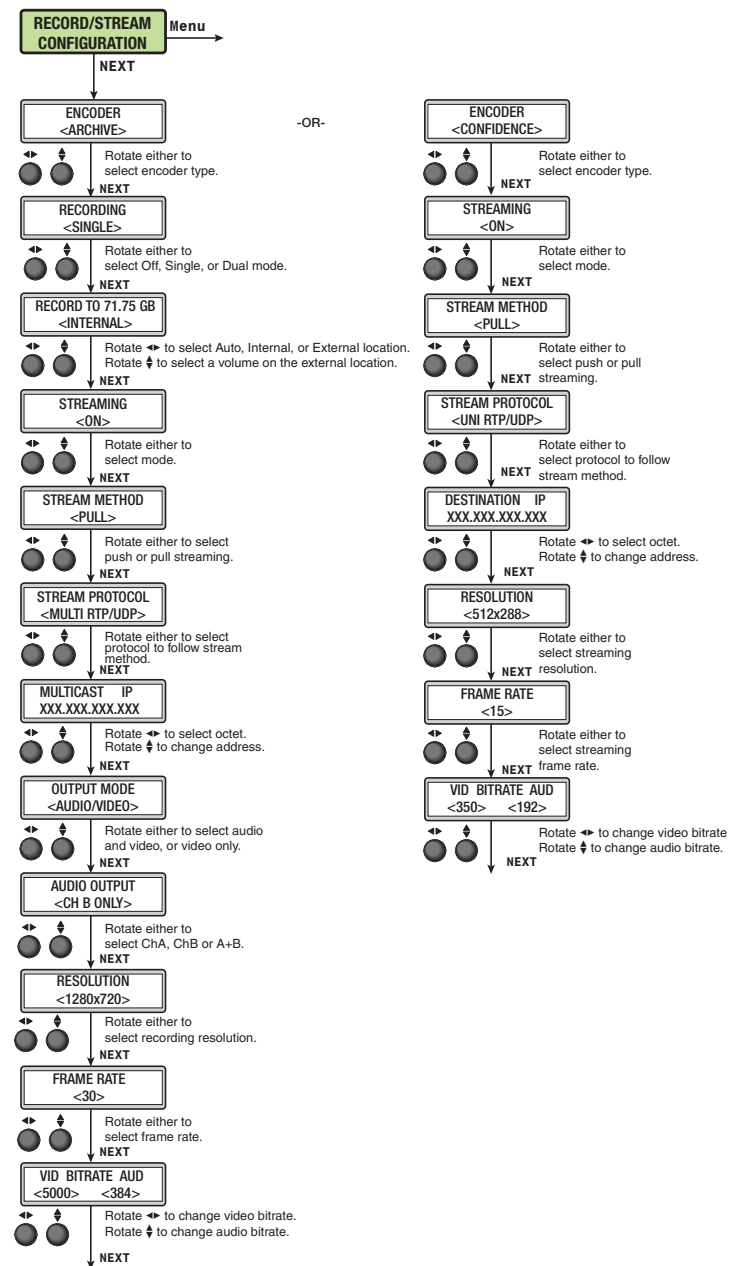 RECORD/STREAM
CONFIGURATION
Menu
NEXT
ENCODER
<ARCHIVE>
Rotate either to
select encoder type.
NEXT
RECORDING
<SINGLE>
Rotate either to
select Off, Single, or Dual mode.
NEXT
RECORD TO 71.75 GB
<INTERNAL>
Rotate ◂▸ to select Auto, Internal, or External location.
Rotate ▴▾ to select a volume on the external location.
NEXT
STREAMING
<ON>
Rotate either to
select mode.
NEXT
STREAM METHOD
<PULL>
Rotate either to select
push or pull streaming.
NEXT
STREAM PROTOCOL
<MULTI RTP/UDP>
Rotate either to select
protocol to follow stream
method.
NEXT
MULTICAST IP
XXX.XXX.XXX.XXX
Rotate ◂▸ to select octet.
Rotate ▴▾ to change address.
NEXT
OUTPUT MODE
<AUDIO/VIDEO>
Rotate either to select audio
and video, or video only.
NEXT
AUDIO OUTPUT
<CH B ONLY>
Rotate either to
select ChA, ChB or A+B.
NEXT
RESOLUTION
<1280x720>
Rotate either to
select recording resolution.
NEXT
FRAME RATE
<30>
Rotate either to
select frame rate.
NEXT
VID BITRATE AUD
<5000> <384>
Rotate ◂▸ to change video bitrate.
Rotate ▴▾ to change audio bitrate.
NEXT
-OR-
ENCODER
<CONFIDENCE>
Rotate either to
select encoder type.
NEXT
STREAMING
<ON>
Rotate either to
select mode.
NEXT
STREAM METHOD
<PULL>
Rotate either to
select push or pull
streaming.
NEXT
STREAM PROTOCOL
<UNI RTP/UDP>
Rotate either to
select protocol to follow
stream method.
NEXT
DESTINATION IP
XXX.XXX.XXX.XXX
Rotate ◂▸ to select octet.
Rotate ▴▾ to change address.
NEXT
RESOLUTION
<512x288>
Rotate either to
select streaming
resolution.
NEXT
FRAME RATE
<15>
Rotate either to
select streaming
frame rate.
NEXT
VID BITRATE AUD
<350> <192>
Rotate ◂▸ to change video bitrate
Rotate ▴▾ to change audio bitrate.
NEXT